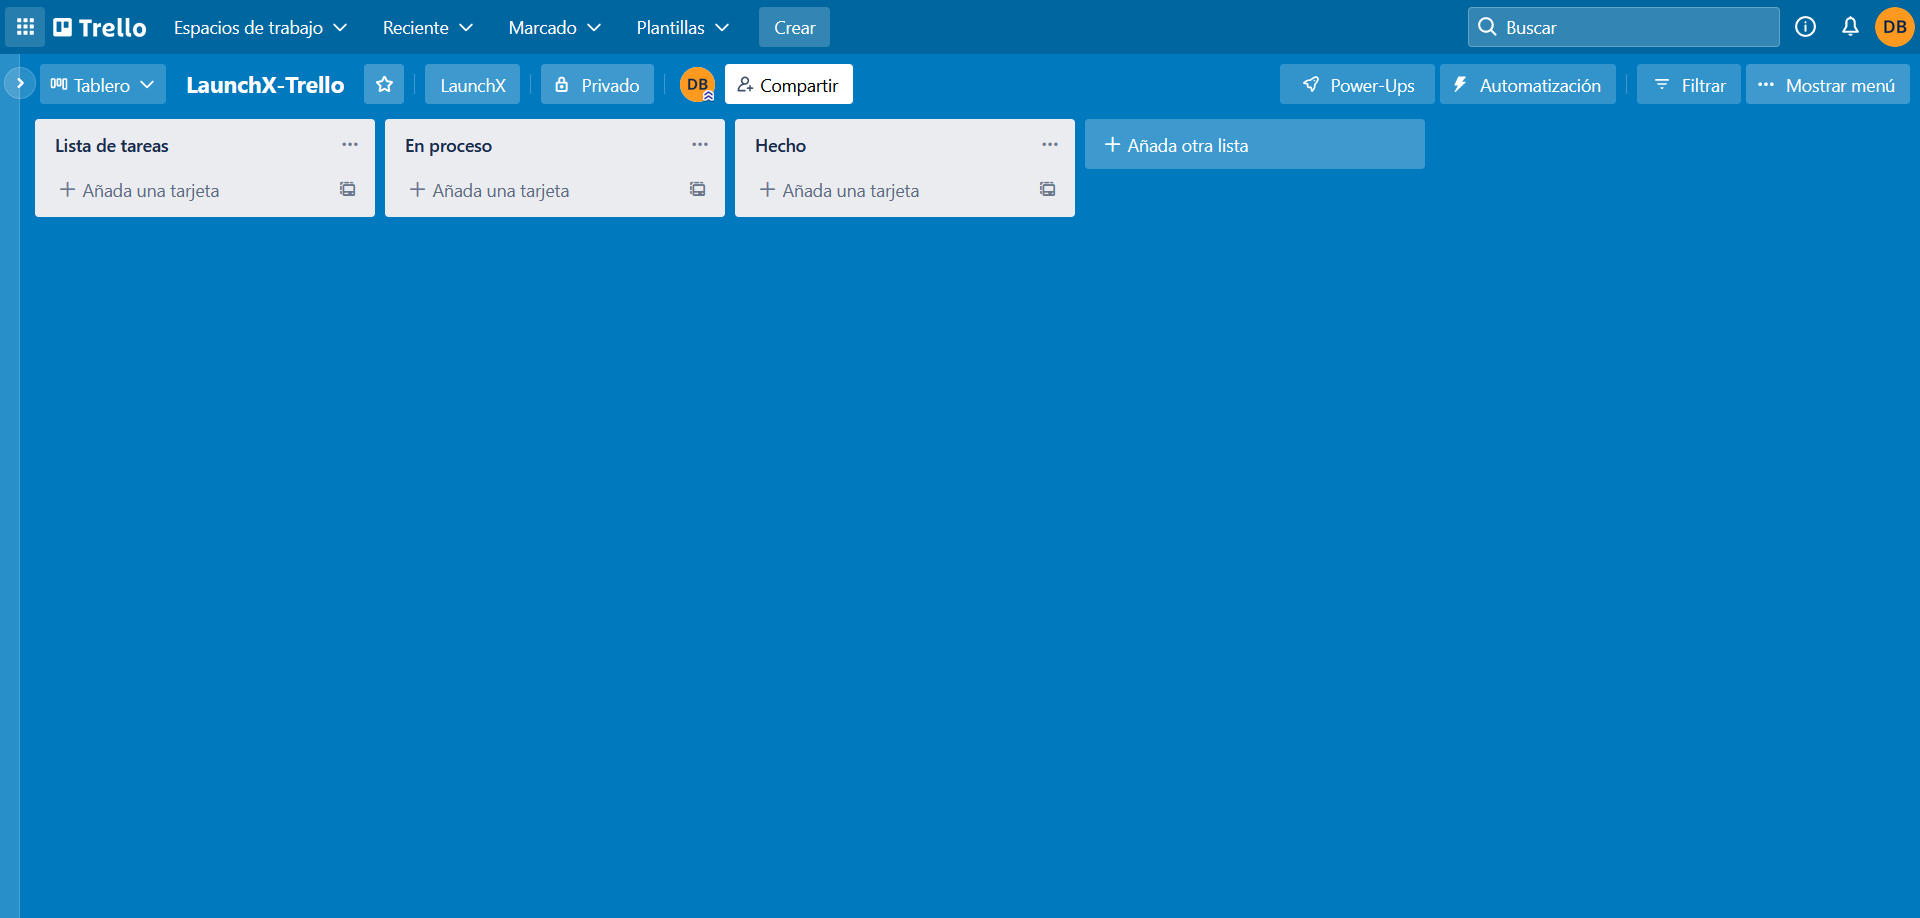 Trello Espacios de trabajo Reciente Marcado Plantillas Crear Buscar DB
Tablero LaunchX-Trello LaunchX Privado DB Compartir Power-Ups Automatización Filtrar Mostrar menú
Lista de tareas En proceso Hecho + Añada otra lista
+ Añada una tarjeta + Añada una tarjeta + Añada una tarjeta